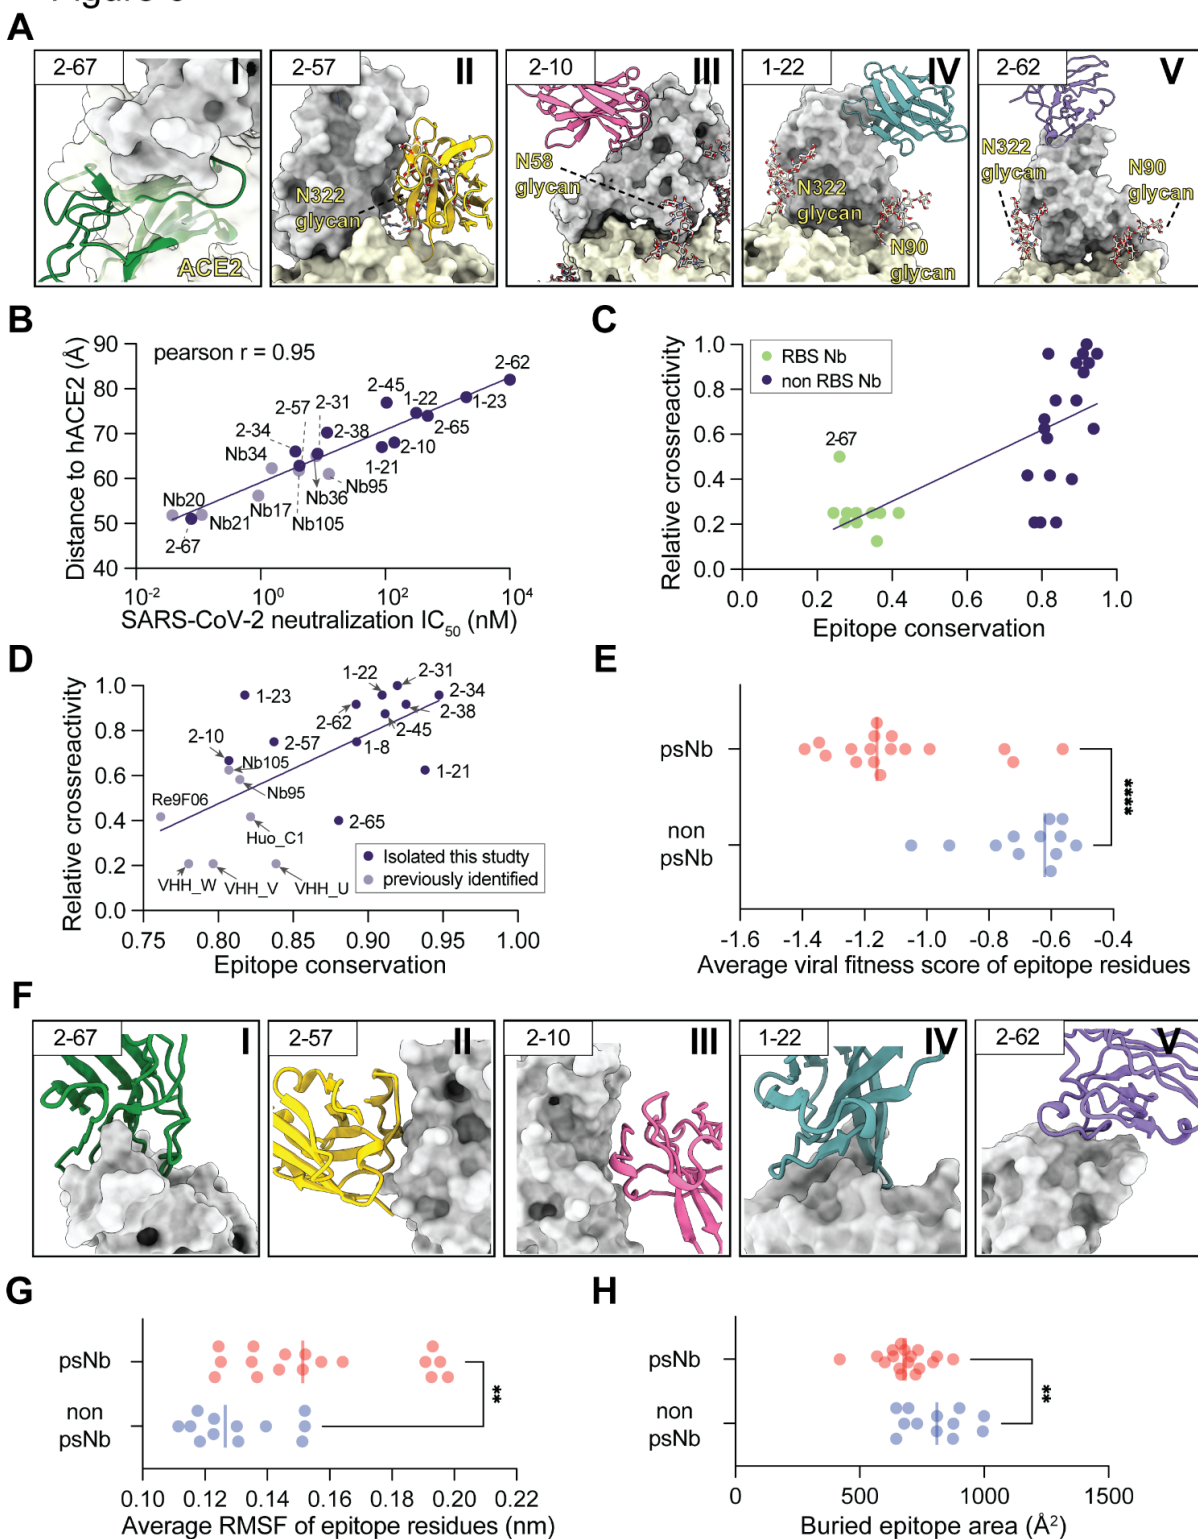 A
2-67
I
ACE2
2-57
II
N322
glycan
2-10
III
N58
glycan
1-22
IV
N322
glycan
N90
glycan
2-62
V
N322
glycan
N90
glycan
B
Distance to hACE2 (Å)
pearson r = 0.95
90
80
70
60
50
40
2-62
2-45
1-22
1-23
2-57
2-31
2-65
2-34
2-38
2-10
Nb34
1-21
Nb95
Nb20
Nb17
Nb36
Nb21
Nb105
2-67
10⁻²
10⁰
10²
10⁴
SARS-CoV-2 neutralization IC₅₀ (nM)
C
Relative crossreactivity
1.0
0.8
0.6
0.4
0.2
0.0
RBS Nb
non RBS Nb
2-67
0.0 0.2 0.4 0.6 0.8 1.0
Epitope conservation
D
Relative crossreactivity
1.0
0.8
0.6
0.4
0.2
0.0
1-22
2-31
1-23
2-34
2-62
2-38
2-10
2-57
2-45
1-8
Nb105
1-21
Nb95
Re9F06
Huo_C1
2-65
VHH_W
VHH_V
VHH_U
Isolated this studty
previously identified
0.75 0.80 0.85 0.90 0.95 1.00
Epitope conservation
E
psNb
non
psNb
****
-1.6 -1.4 -1.2 -1.0 -0.8 -0.6 -0.4
Average viral fitness score of epitope residues
F
2-67
I
2-57
II
2-10
III
1-22
IV
2-62
V
G
psNb
non
psNb
**
0.10 0.12 0.14 0.16 0.18 0.20 0.22
Average RMSF of epitope residues (nm)
H
psNb
non
psNb
**
0 500 1000 1500
Buried epitope area (Å²)